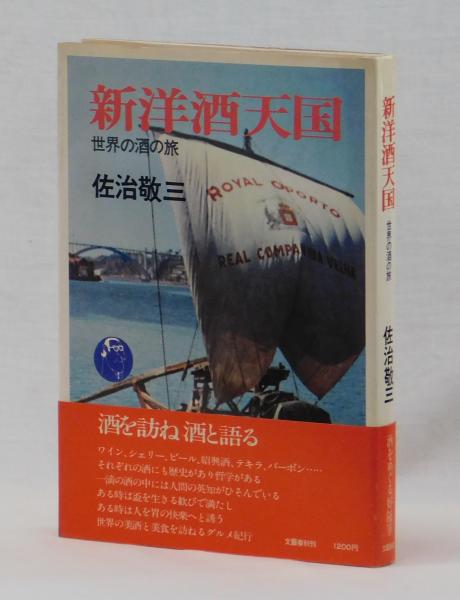 新洋酒天国
世界の酒の旅
佐治敬三
ROYAL OPORTO
REAL COMPANHIA VELHA
酒を訪ね 酒と語る
ワイン、シェリー、ビール、紹興酒、テキラ、バーボン‥‥‥
それぞれの酒にも歴史があり哲学がある
一滴の酒の中には人間の英知がひそんでいる
ある時は盃を生きる歓びで満たし
ある時は人を胃の快楽へと誘う
世界の美酒と美食を訪ねるグルメ紀行
文藝春秋刊 1200円
新洋酒天国
世界の酒の旅
佐治敬三